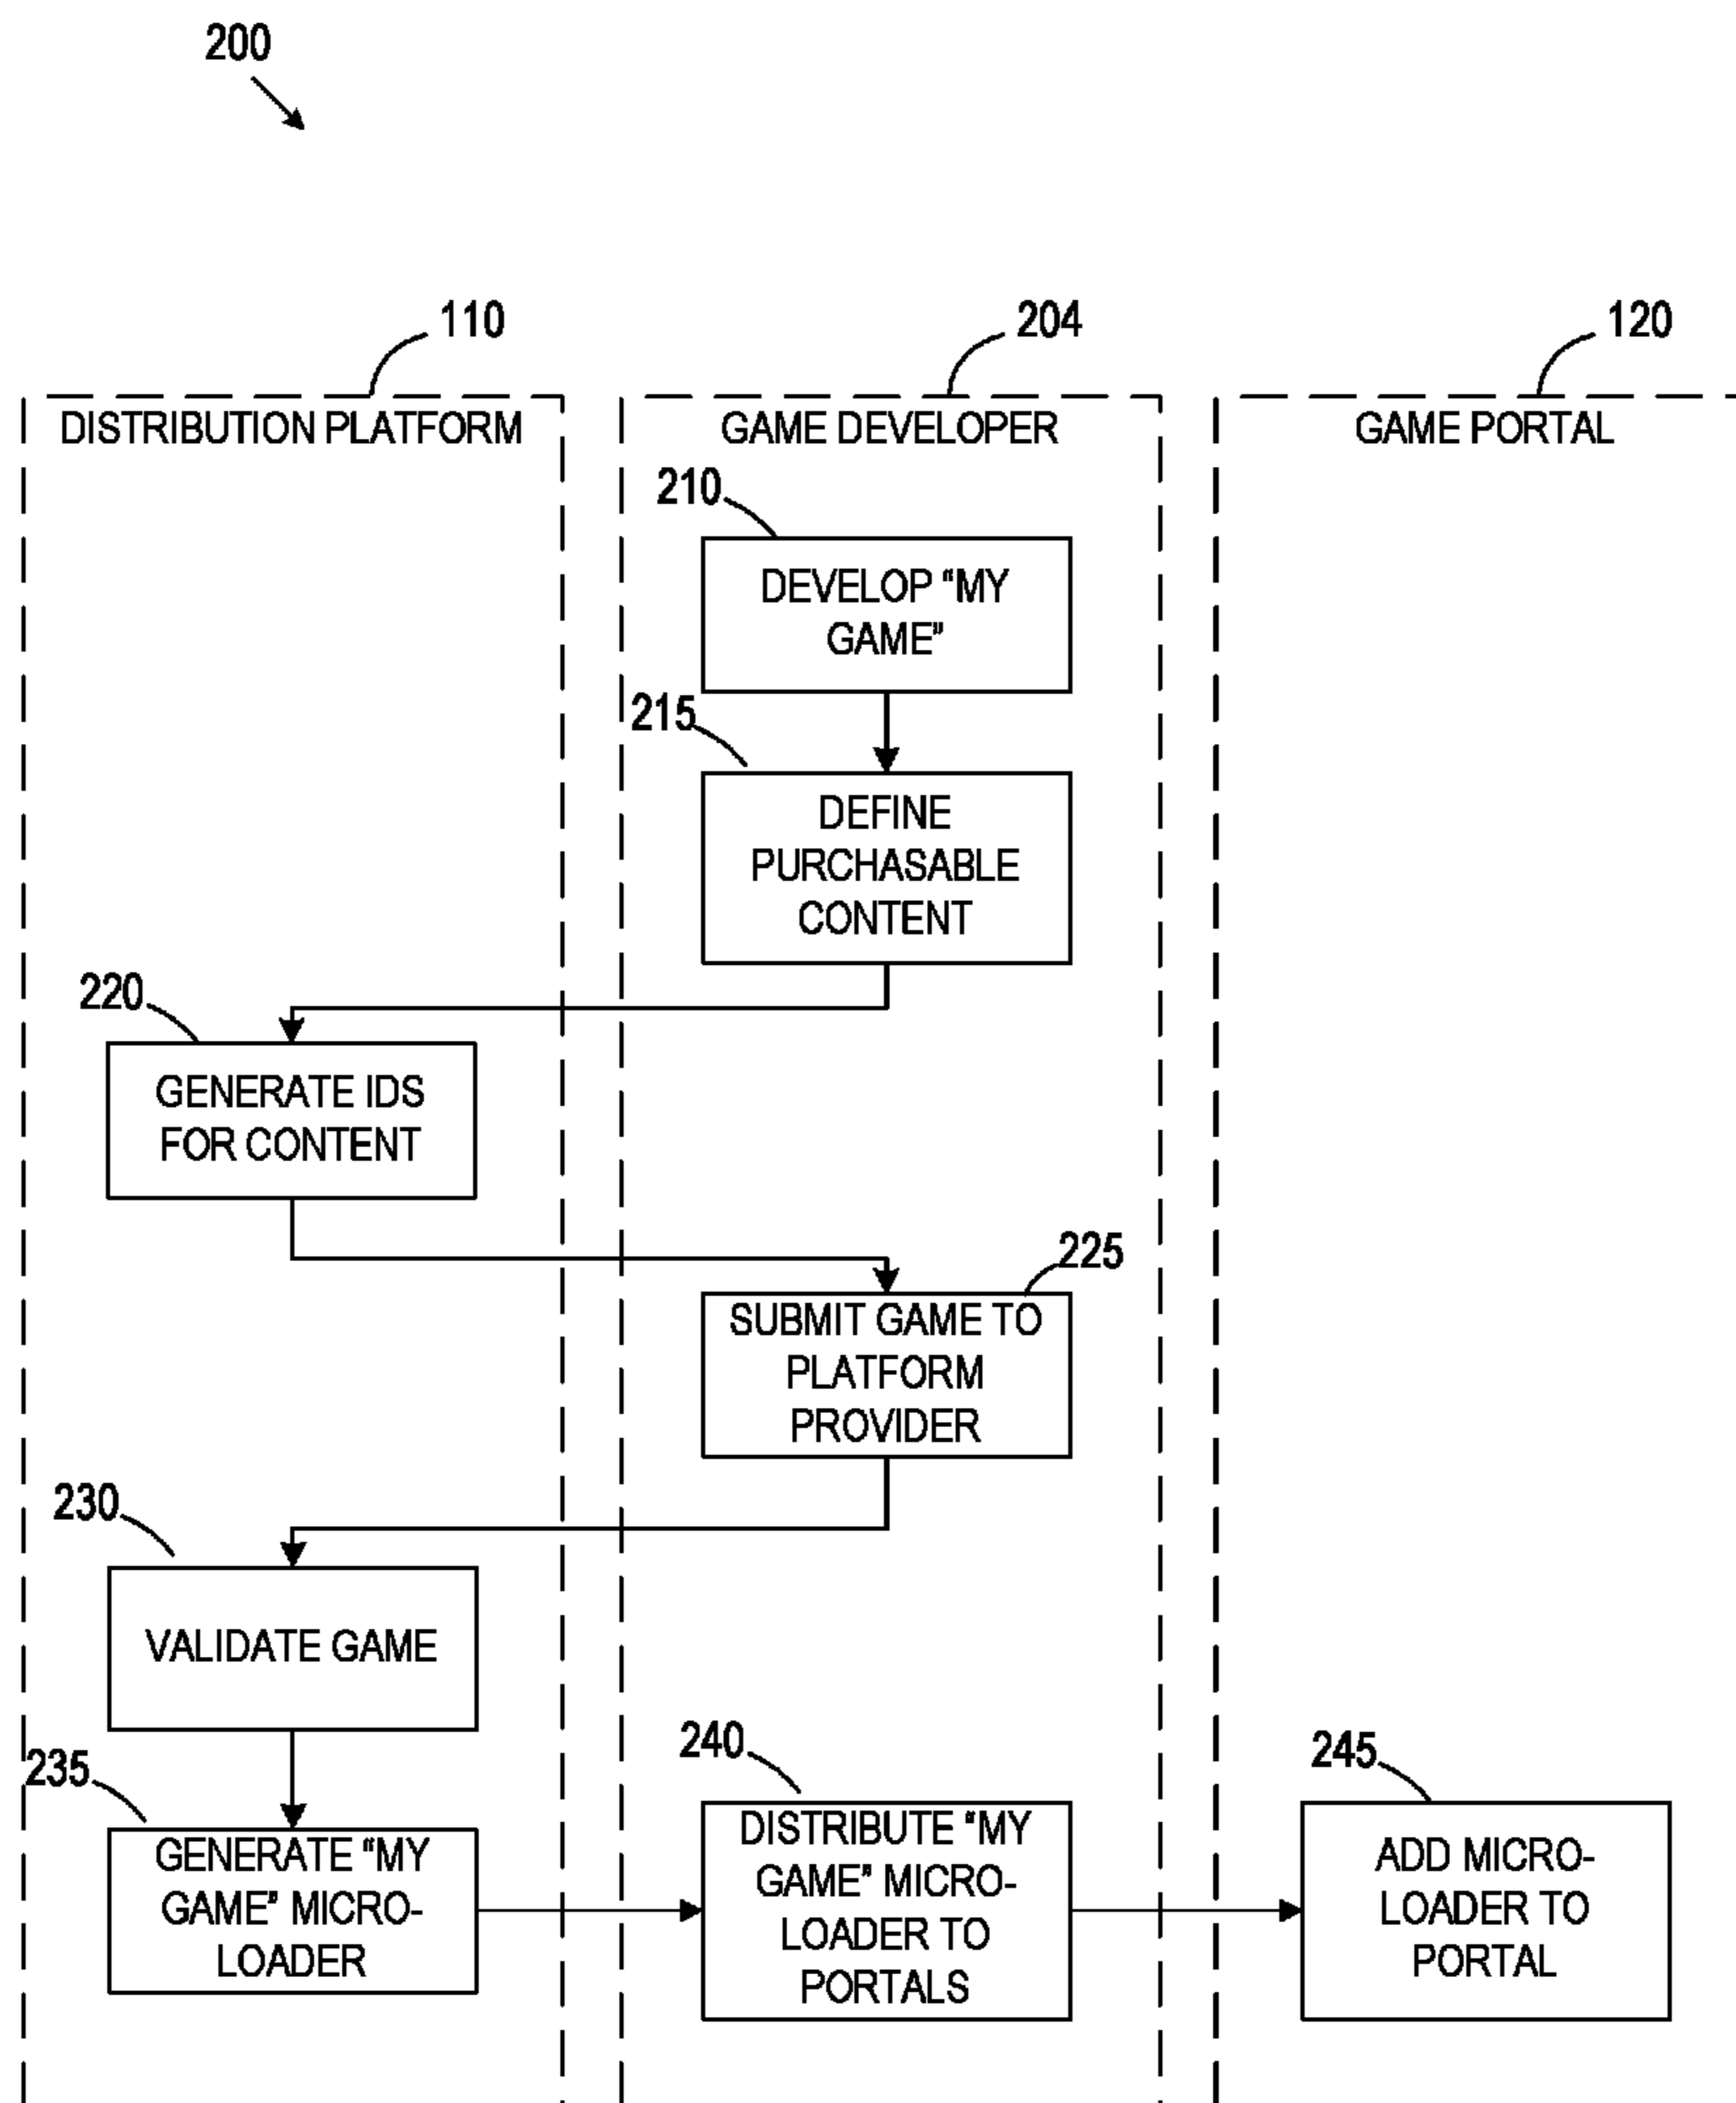 200
110
204
120
DISTRIBUTION PLATFORM
GAME DEVELOPER
GAME PORTAL
210
DEVELOP “MY
GAME”
215
DEFINE
PURCHASABLE
CONTENT
220
GENERATE IDS
FOR CONTENT
225
SUBMIT GAME TO
PLATFORM
PROVIDER
230
VALIDATE GAME
235
GENERATE “MY
GAME” MICRO-
LOADER
240
DISTRIBUTE “MY
GAME” MICRO-
LOADER TO
PORTALS
245
ADD MICRO-
LOADER TO
PORTAL